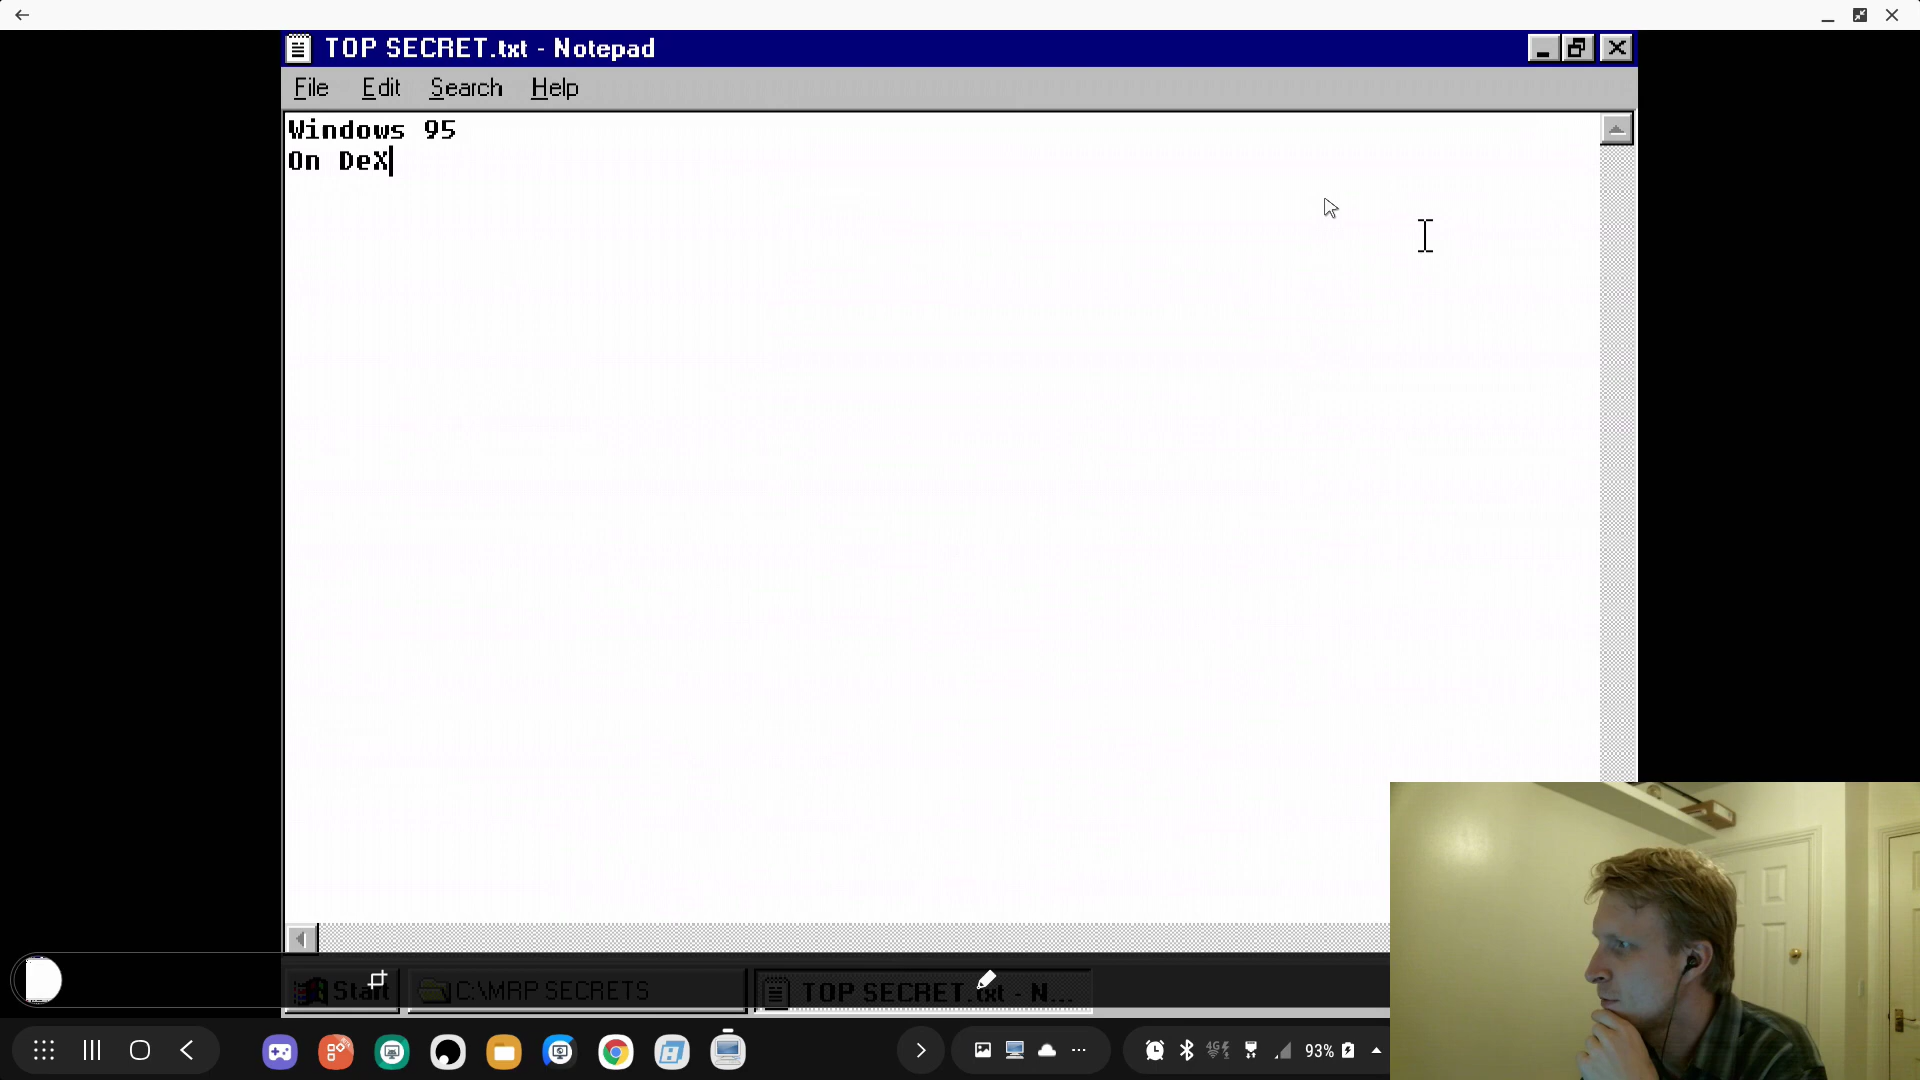 TOP SECRET.txt - Notepad
File Edit Search Help
Windows 95
On DeX
Start C:\MRP SECRETS TOP SECRET.txt - N...
4G 93%